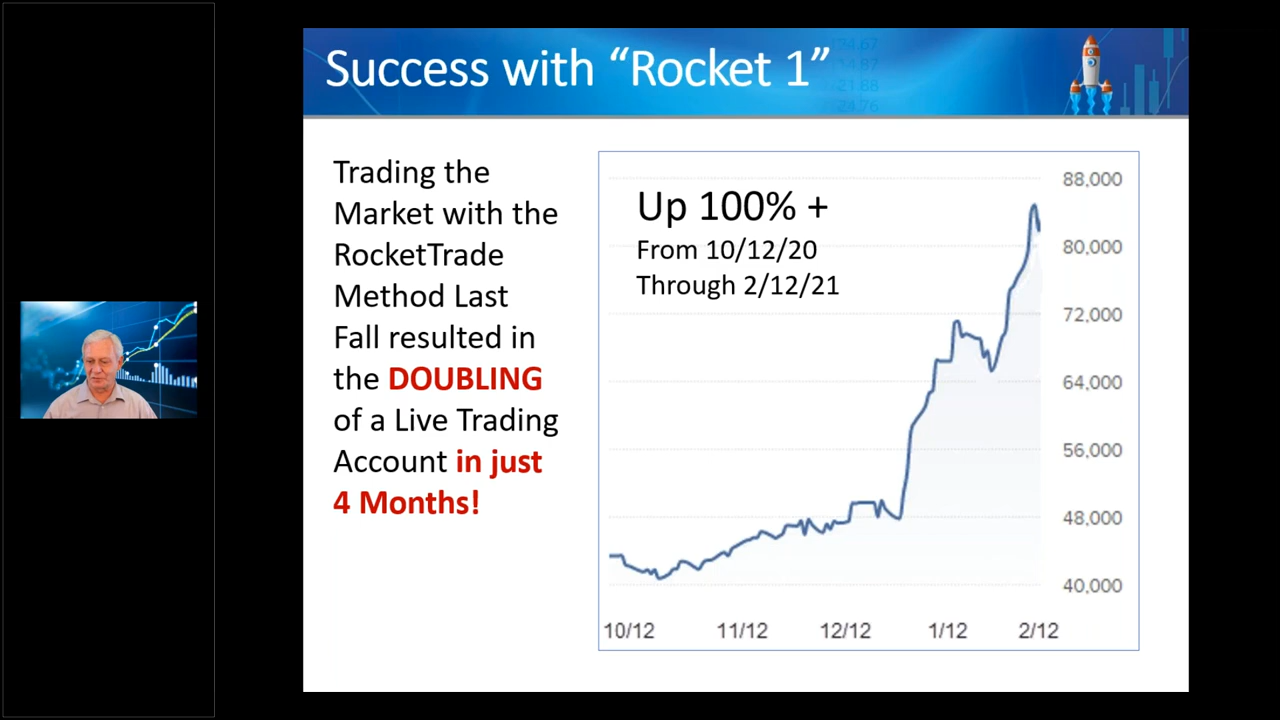 Success with “Rocket 1”
Trading the
Market with the
RocketTrade
Method Last
Fall resulted in
the DOUBLING
of a Live Trading
Account in just
4 Months!
Up 100% +
From 10/12/20
Through 2/12/21
88,000
80,000
72,000
64,000
56,000
48,000
40,000
10/12 11/12 12/12 1/12 2/12